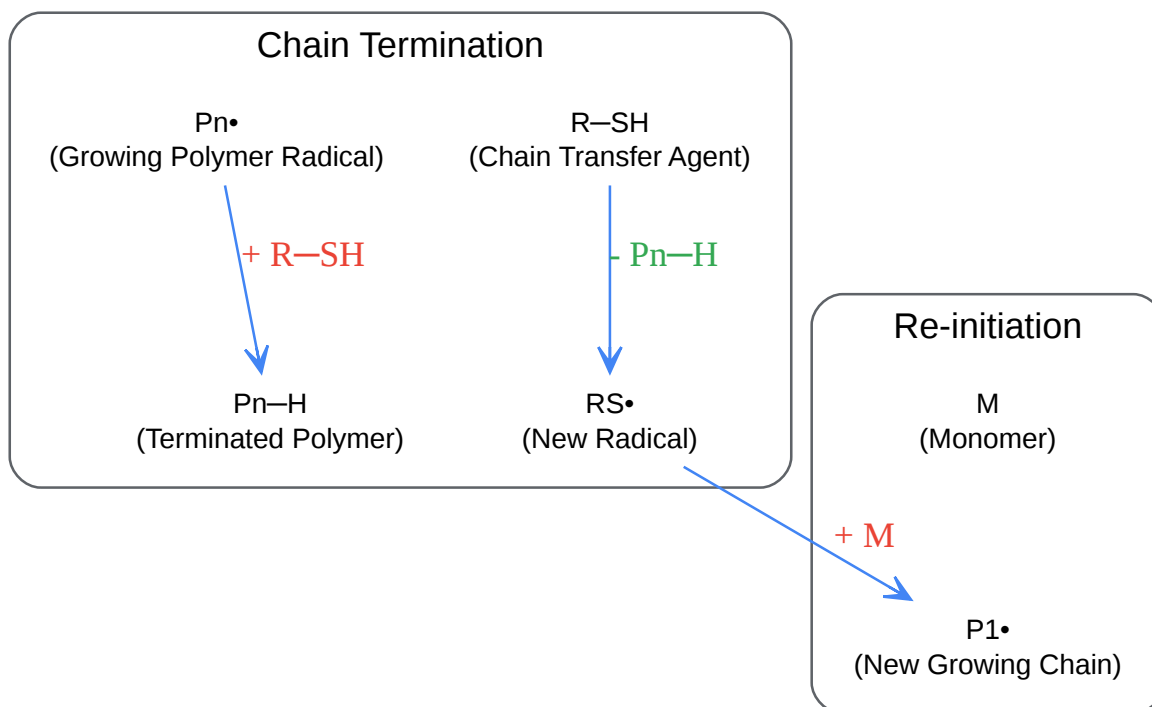 Chain Termination
Pn•
(Growing Polymer Radical)
R─SH
(Chain Transfer Agent)
+ R─SH
- Pn─H
Pn─H
(Terminated Polymer)
RS•
(New Radical)
Re-initiation
M
(Monomer)
+ M
P1•
(New Growing Chain)